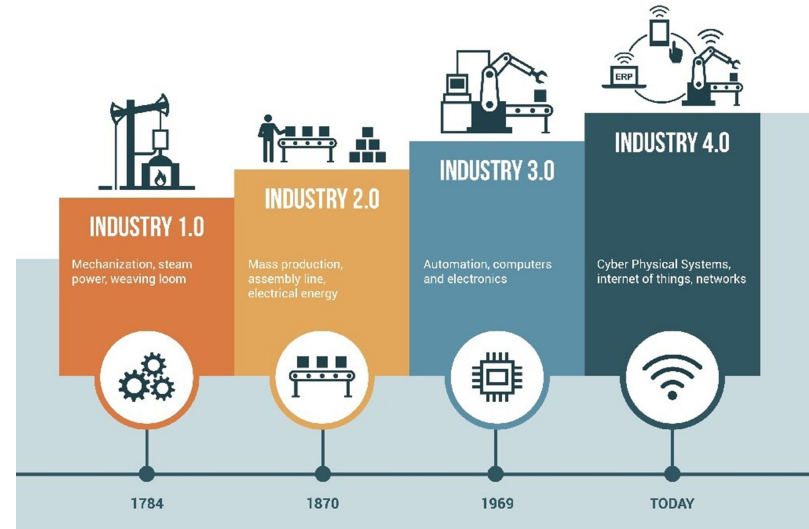 ERP
INDUSTRY 1.0
Mechanization, steam
power, weaving loom
INDUSTRY 2.0
Mass production,
assembly line,
electrical energy
INDUSTRY 3.0
Automation, computers
and electronics
INDUSTRY 4.0
Cyber Physical Systems,
internet of things, networks
1784
1870
1969
TODAY